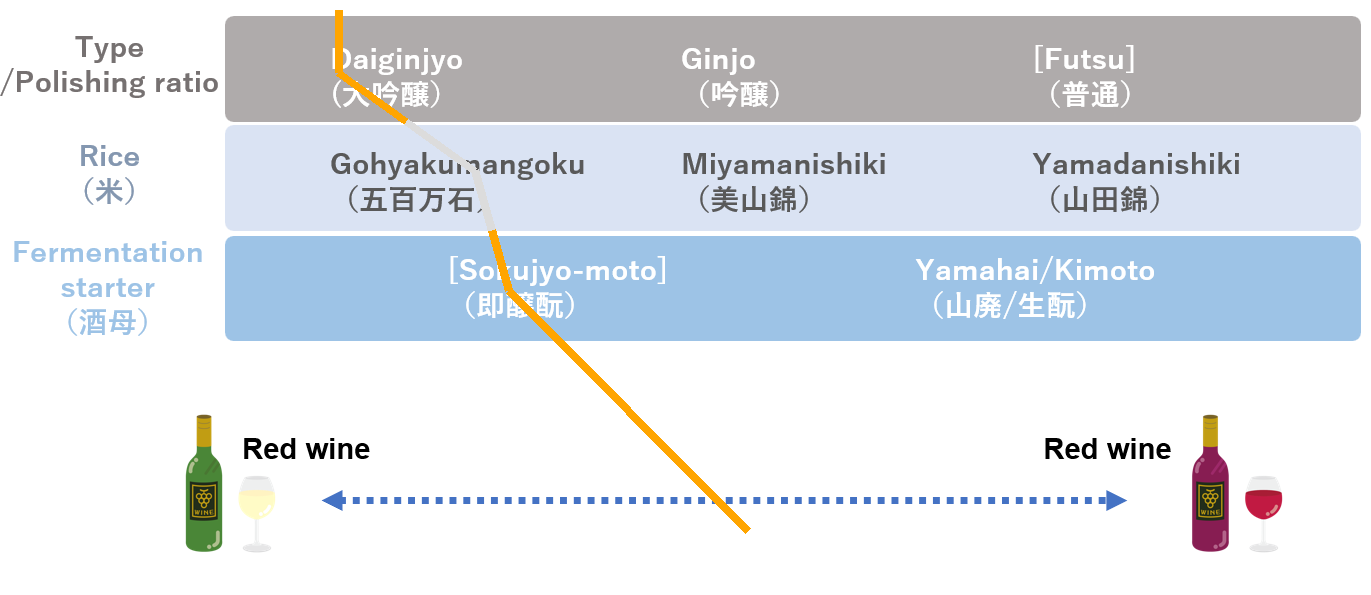 Type
/Polishing ratio
Daiginjyo
(大吟醸)
Ginjo
(吟醸)
[Futsu]
(普通)
Rice
(米)
Gohyakumangoku
(五百万石)
Miyamanishiki
(美山錦)
Yamadanishiki
(山田錦)
Fermentation
starter
(酒母)
[Sokujyo-moto]
(即醸酛)
Yamahai/Kimoto
(山廃/生酛)
Red wine
Red wine
WINE
WINE